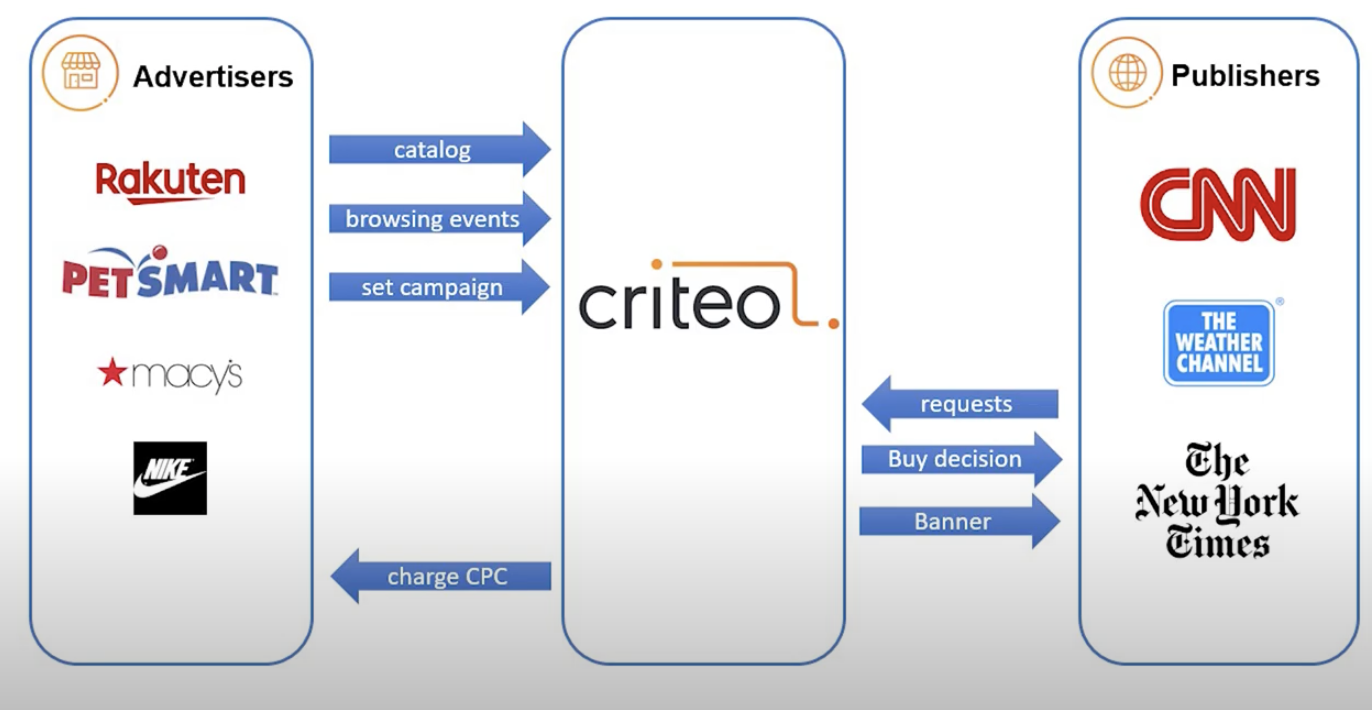 Advertisers
Rakuten
PETSMART
macy's
NIKE
catalog
browsing events
set campaign
charge CPC
criteo
requests
Buy decision
Banner
Publishers
CNN
THE
WEATHER
CHANNEL
®
The
New York
Times